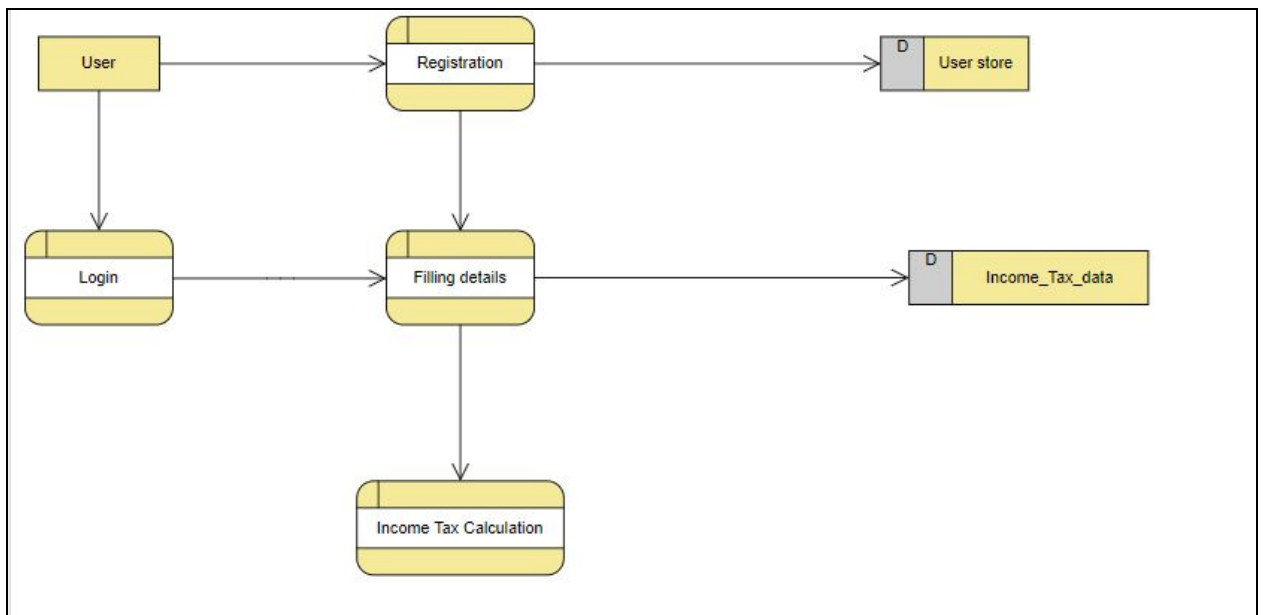 User
Registration
D
User store
Login
Filling details
D
Income_Tax_data
Income Tax Calculation